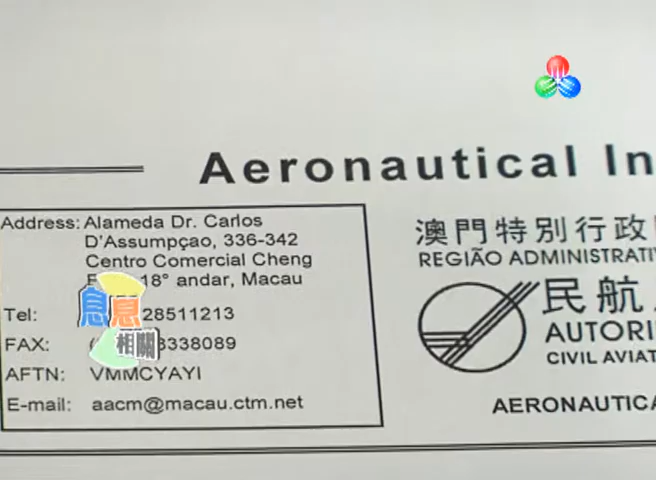 Aeronautical In
Address: Alameda Dr. Carlos
D'Assumpçao, 336-342
Centro Comercial Cheng
18° andar, Macau
Tel: 28511213
FAX: 338089
AFTN: VMMCYAYI
E-mail: aacm@macau.ctm.net
澳門特別行政
REGIÃO ADMINISTRATI
民航
AUTORI
CIVIL AVIAT
AERONAUTICA
息息
相關